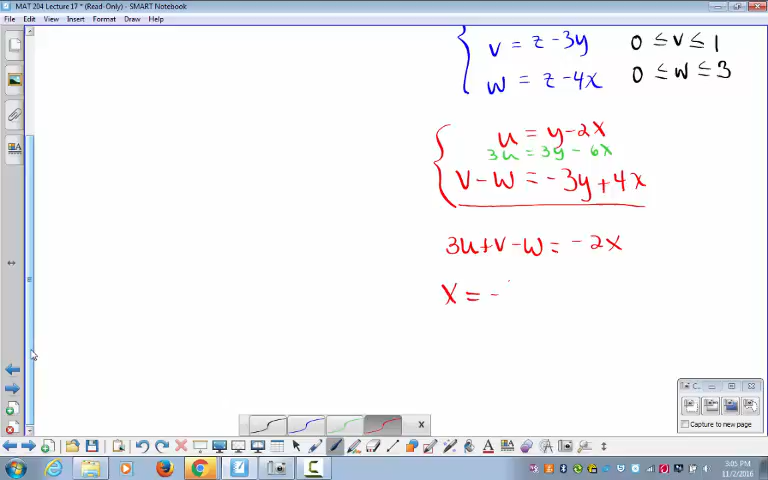 MAT 204 Lecture 17 * (Read-Only) - SMART Notebook
File Edit View Insert Format Tools Draw Help
v = z - 3y 0 ≤ v ≤ 1
w = z - 4x 0 ≤ w ≤ 3
u = y - 2x
3u = 3y - 6x
v - w = - 3y + 4x
3u + v - w = - 2x
x = -
Capture to new page
3:05 PM
11/2/2016